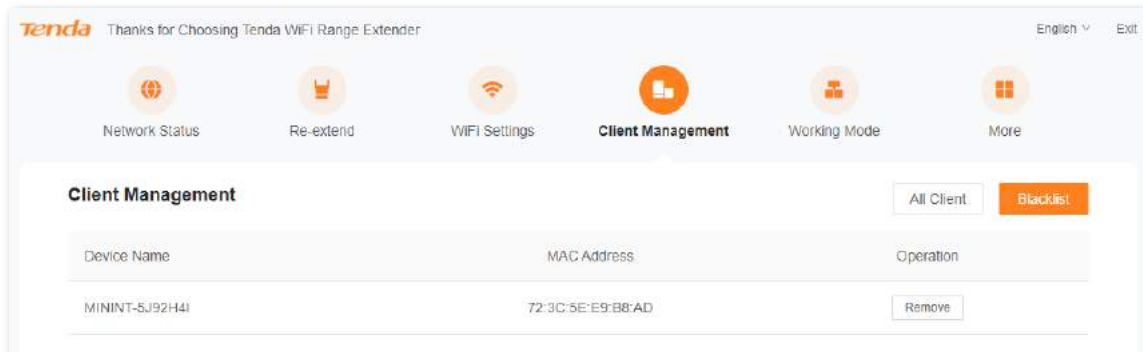 Tenda Thanks for Choosing Tenda WiFi Range Extender English Exit
Network Status Re-extend WiFi Settings Client Management Working Mode More
Client Management All Client Blacklist
Device Name MAC Address Operation
MININT-5J92H4I 72:3C:5E:E9:B8:AD Remove